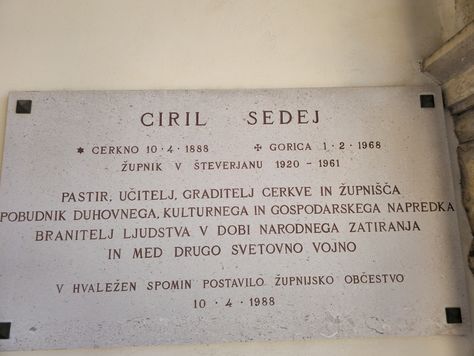 CIRIL SEDEJ
* CERKNO 10·4·1888 ✠ GORICA 1·2·1968
ŽUPNIK V ŠTEVERJANU 1920 - 1961
PASTIR, UČITELJ, GRADITELJ CERKVE IN ŽUPNIŠČA
POBUDNIK DUHOVNEGA, KULTURNEGA IN GOSPODARSKEGA NAPREDKA
BRANITELJ LJUDSTVA V DOBI NARODNEGA ZATIRANJA
IN MED DRUGO SVETOVNO VOJNO
V HVALEŽEN SPOMIN POSTAVILO ŽUPNIJSKO OBČESTVO
10·4·1988